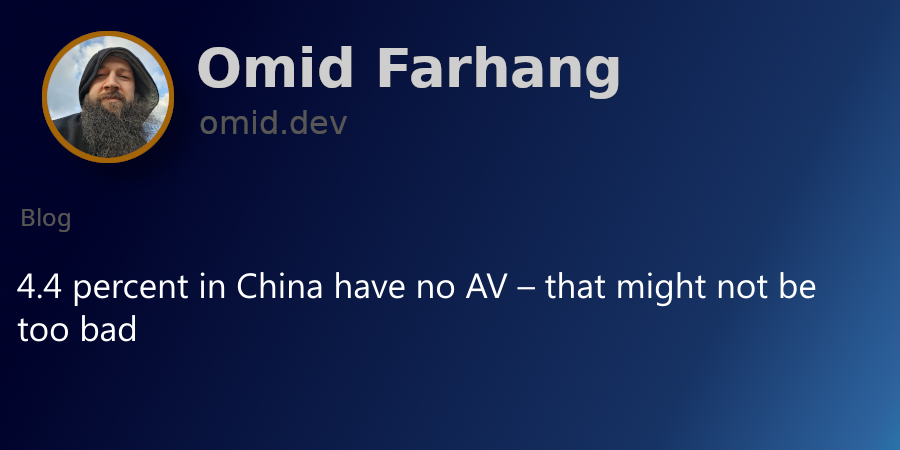 Omid Farhang
omid.dev
Blog
4.4 percent in China have no AV – that might not be
too bad